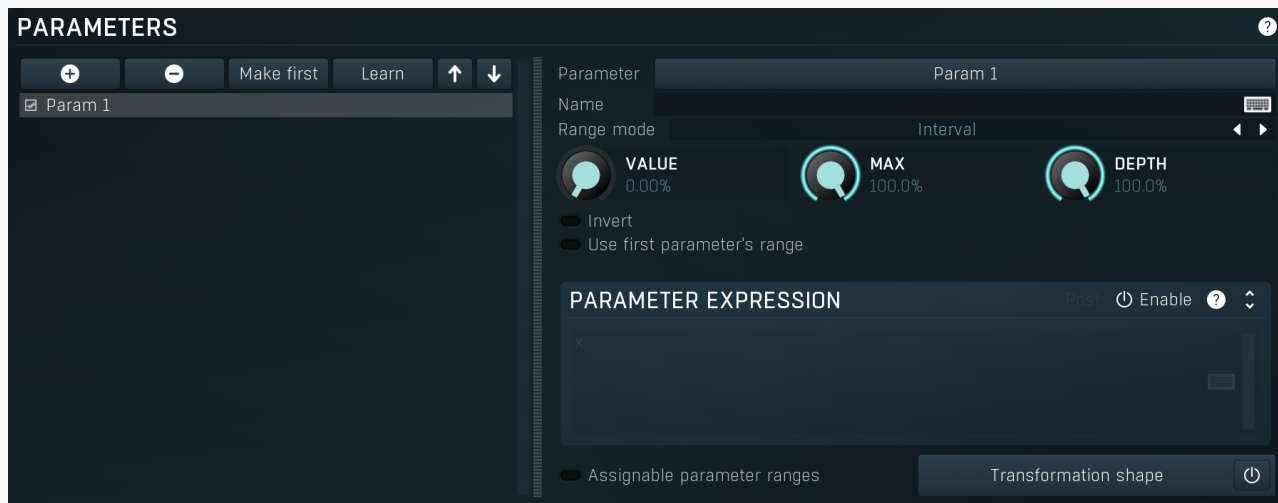 PARAMETERS
?
Make first Learn
Param 1
Parameter Param 1
Name
Range mode Interval
VALUE
0.00%
MAX
100.0%
DEPTH
100.0%
Invert
Use first parameter's range
PARAMETER EXPRESSION Post Enable ?
x
Assignable parameter ranges Transformation shape